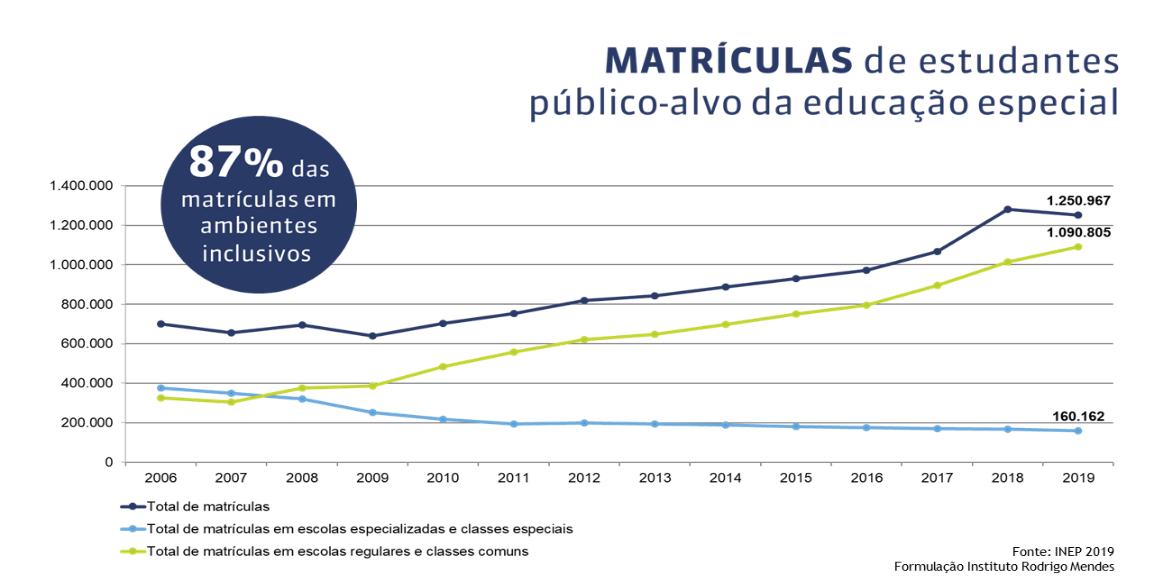 MATRÍCULAS de estudantes
público-alvo da educação especial
87% das
matrículas em
ambientes
inclusivos
1.400.000
1.200.000
1.000.000
800.000
600.000
400.000
200.000
0
1.250.967
1.090.805
160.162
2006 2007 2008 2009 2010 2011 2012 2013 2014 2015 2016 2017 2018 2019
Total de matrículas
Total de matrículas em escolas especializadas e classes especiais
Total de matrículas em escolas regulares e classes comuns
Fonte: INEP 2019
Formulação Instituto Rodrigo Mendes